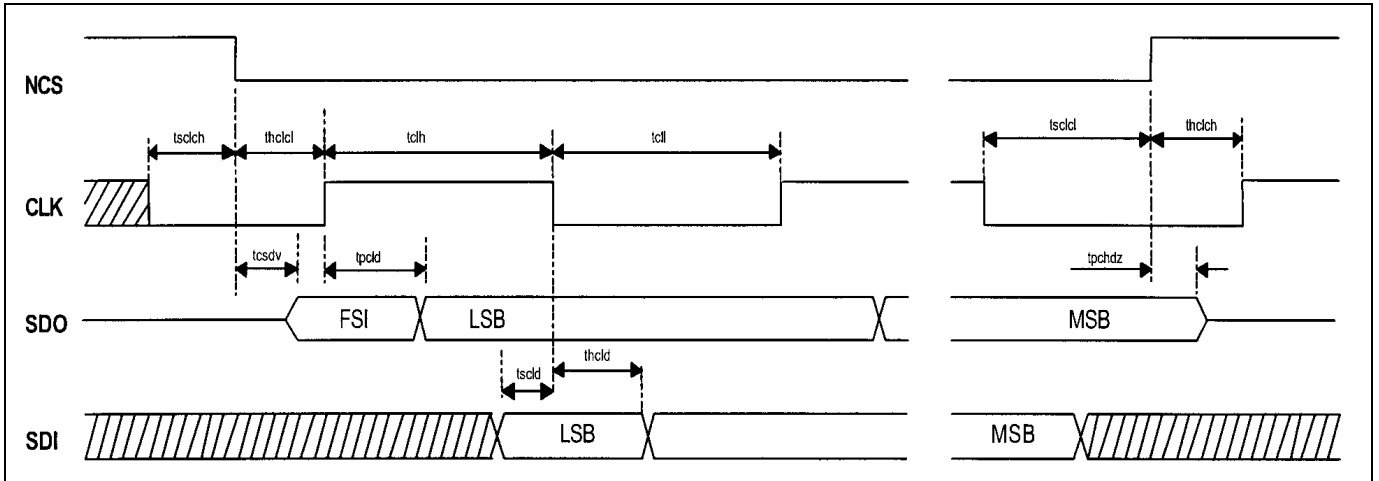 NCS
tsclch thclcl tclh tcll tsclcl thclch
CLK
tcsdv tpcld tpchdz
SDO FSI LSB MSB
tscld thcld
SDI LSB MSB